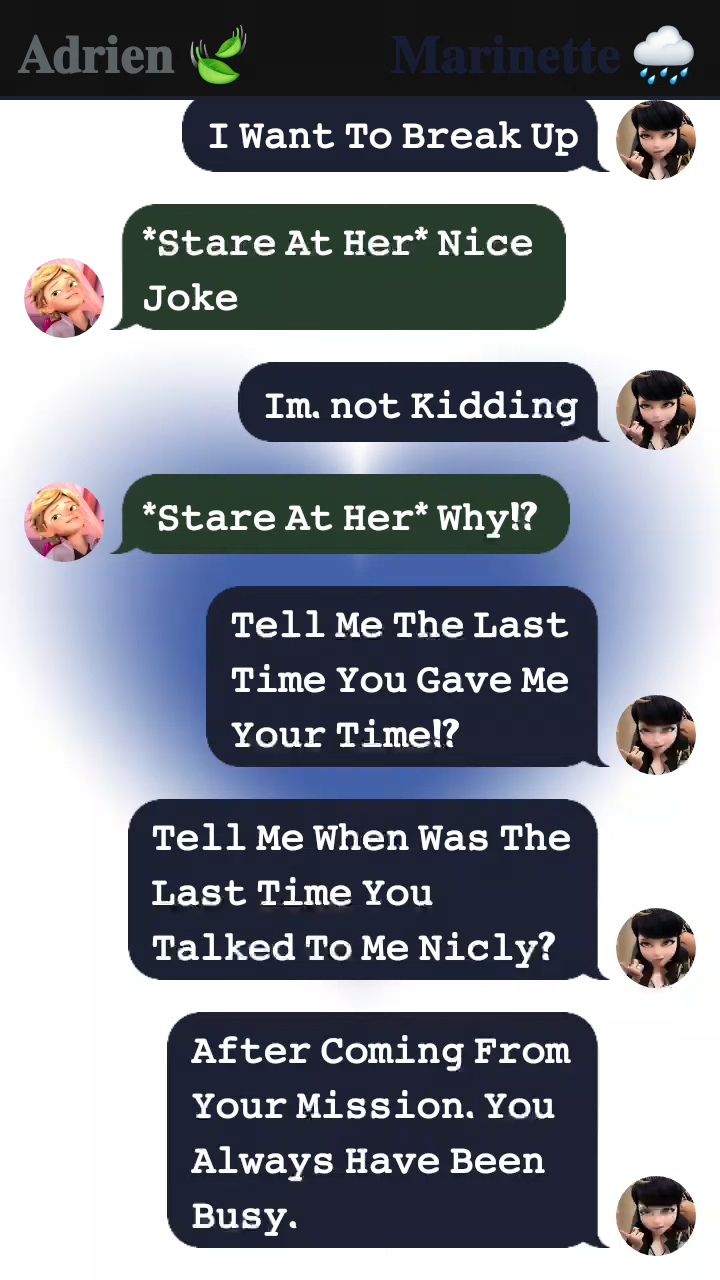 Adrien 🍃 Marinette 🌧️
I Want To Break Up
*Stare At Her* Nice
Joke
Im. not Kidding
*Stare At Her* Why!?
Tell Me The Last
Time You Gave Me
Your Time!?
Tell Me When Was The
Last Time You
Talked To Me Nicly?
After Coming From
Your Mission. You
Always Have Been
Busy.